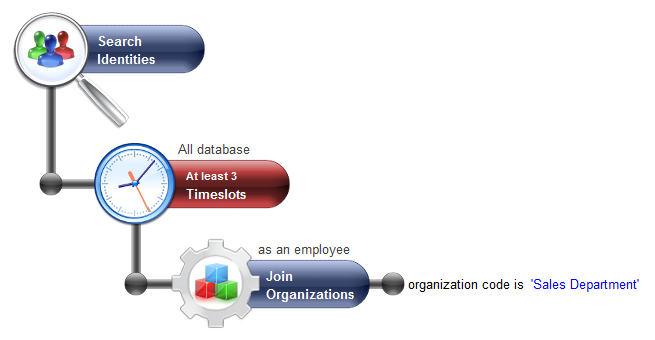 Search
Identities
All database
At least 3
Timeslots
as an employee
Join
Organizations
organization code is 'Sales Department'